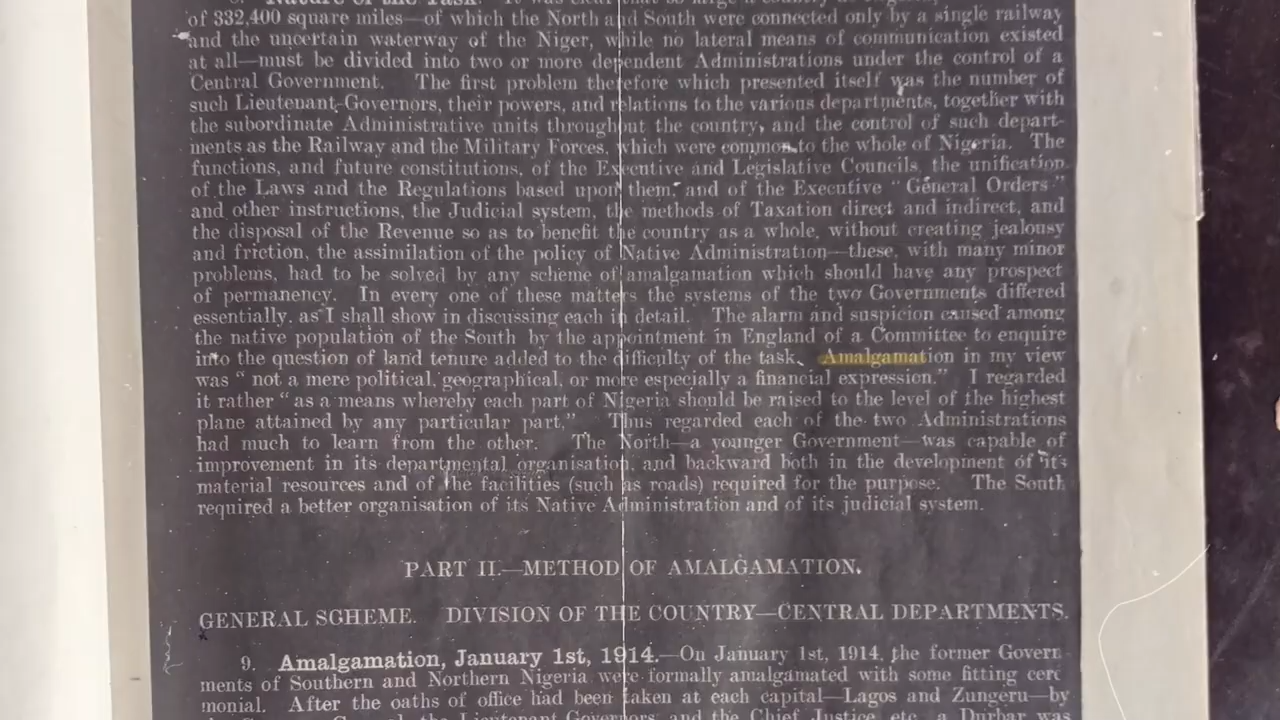 of 332,400 square miles—of which the North and South were connected only by a single railway
and the uncertain waterway of the Niger, while no lateral means of communication existed
at all—must be divided into two or more dependent Administrations under the control of a
Central Government. The first problem therefore which presented itself was the number of
such Lieutenant-Governors, their powers, and relations to the various departments, together with
the subordinate Administrative units throughout the country, and the control of such depart-
ments as the Railway and the Military Forces, which were common to the whole of Nigeria. The
functions, and future constitutions, of the Executive and Legislative Councils, the unification
of the Laws and the Regulations based upon them, and of the Executive "General Orders"
and other instructions, the Judicial system, the methods of Taxation direct and indirect, and
the disposal of the Revenue so as to benefit the country as a whole, without creating jealousy
and friction, the assimilation of the policy of Native Administration—these, with many minor
problems, had to be solved by any scheme of amalgamation which should have any prospect
of permanency. In every one of these matters the systems of the two Governments differed
essentially, as I shall show in discussing each in detail. The alarm and suspicion caused among
the native population of the South by the appointment in England of a Committee to enquire
into the question of land tenure added to the difficulty of the task. Amalgamation in my view
was "not a mere political, geographical, or more especially a financial expression." I regarded
it rather "as a means whereby each part of Nigeria should be raised to the level of the highest
plane attained by any particular part." Thus regarded each of the two Administrations
had much to learn from the other. The North—a younger Government—was capable of
improvement in its departmental organisation, and backward both in the development of its
material resources and of the facilities (such as roads) required for the purpose. The South
required a better organisation of its Native Administration and of its judicial system.
PART II.—METHOD OF AMALGAMATION.
GENERAL SCHEME. DIVISION OF THE COUNTRY—CENTRAL DEPARTMENTS.
9. Amalgamation, January 1st, 1914.—On January 1st, 1914, the former Govern-
ments of Southern and Northern Nigeria were formally amalgamated with some fitting cere
monial. After the oaths of office had been taken at each capital—Lagos and Zungeru—by